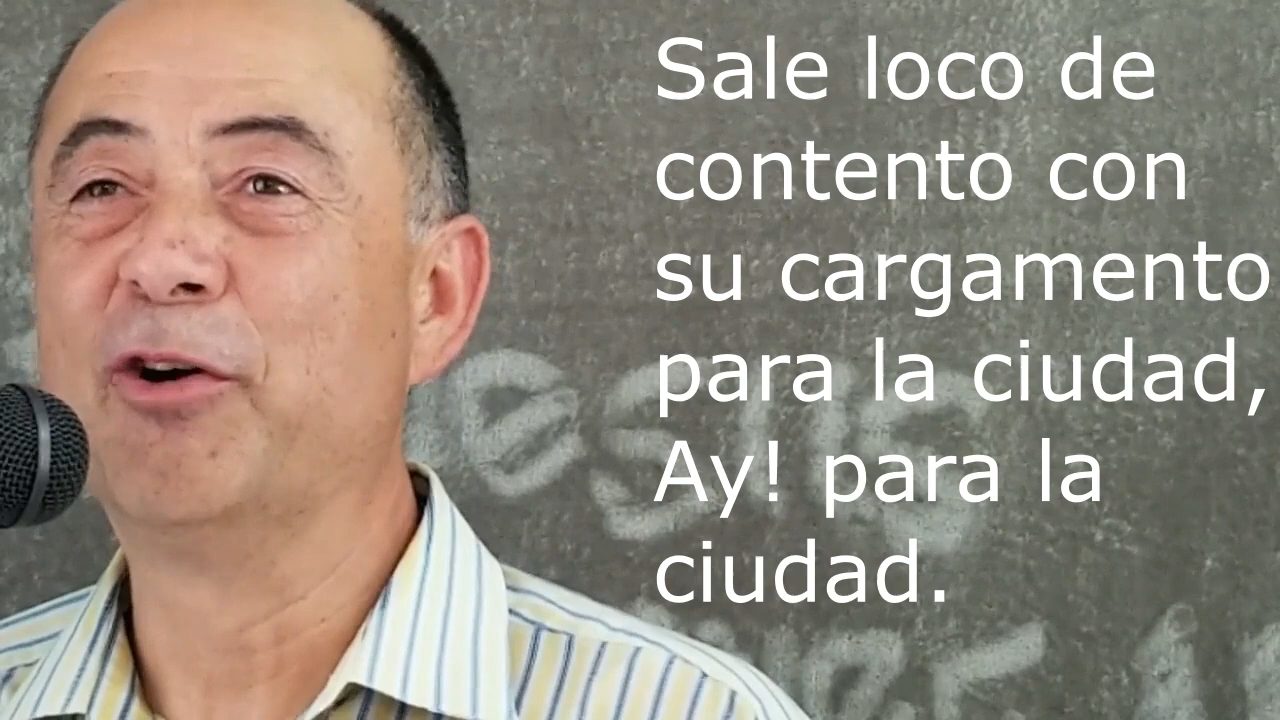 Sale loco de
contento con
su cargamento
para la ciudad,
Ay! para la
ciudad.